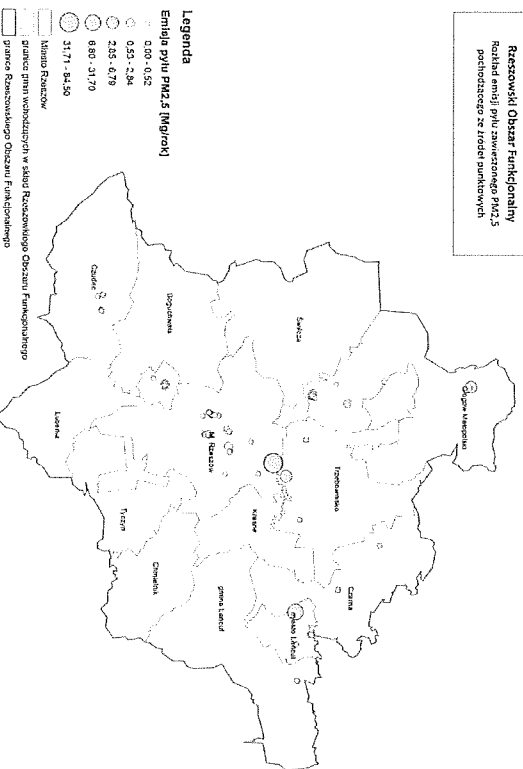 Rzeszowski Obszar Funkcjonalny
Rozkład emisji pyłu zawieszonego PM2,5
pochodzącego ze źródeł punktowych
Głogów Małopolski
Świlcza
Trzebownisko
Czarna
miasto Łańcut
Boguchwała
M. Rzeszów
Krasne
gmina Łańcut
Czudec
Lubenia
Tyczyn
Chmielnik
Legenda
Emisja pyłu PM2,5 [Mg/rok]
0,00 - 0,52
0,53 - 2,84
2,85 - 6,79
6,80 - 31,70
31,71 - 84,50
Miasto Rzeszów
granice gmin wchodzących w skład Rzeszowskiego Obszaru Funkcjonalnego
granice Rzeszowskiego Obszaru Funkcjonalnego